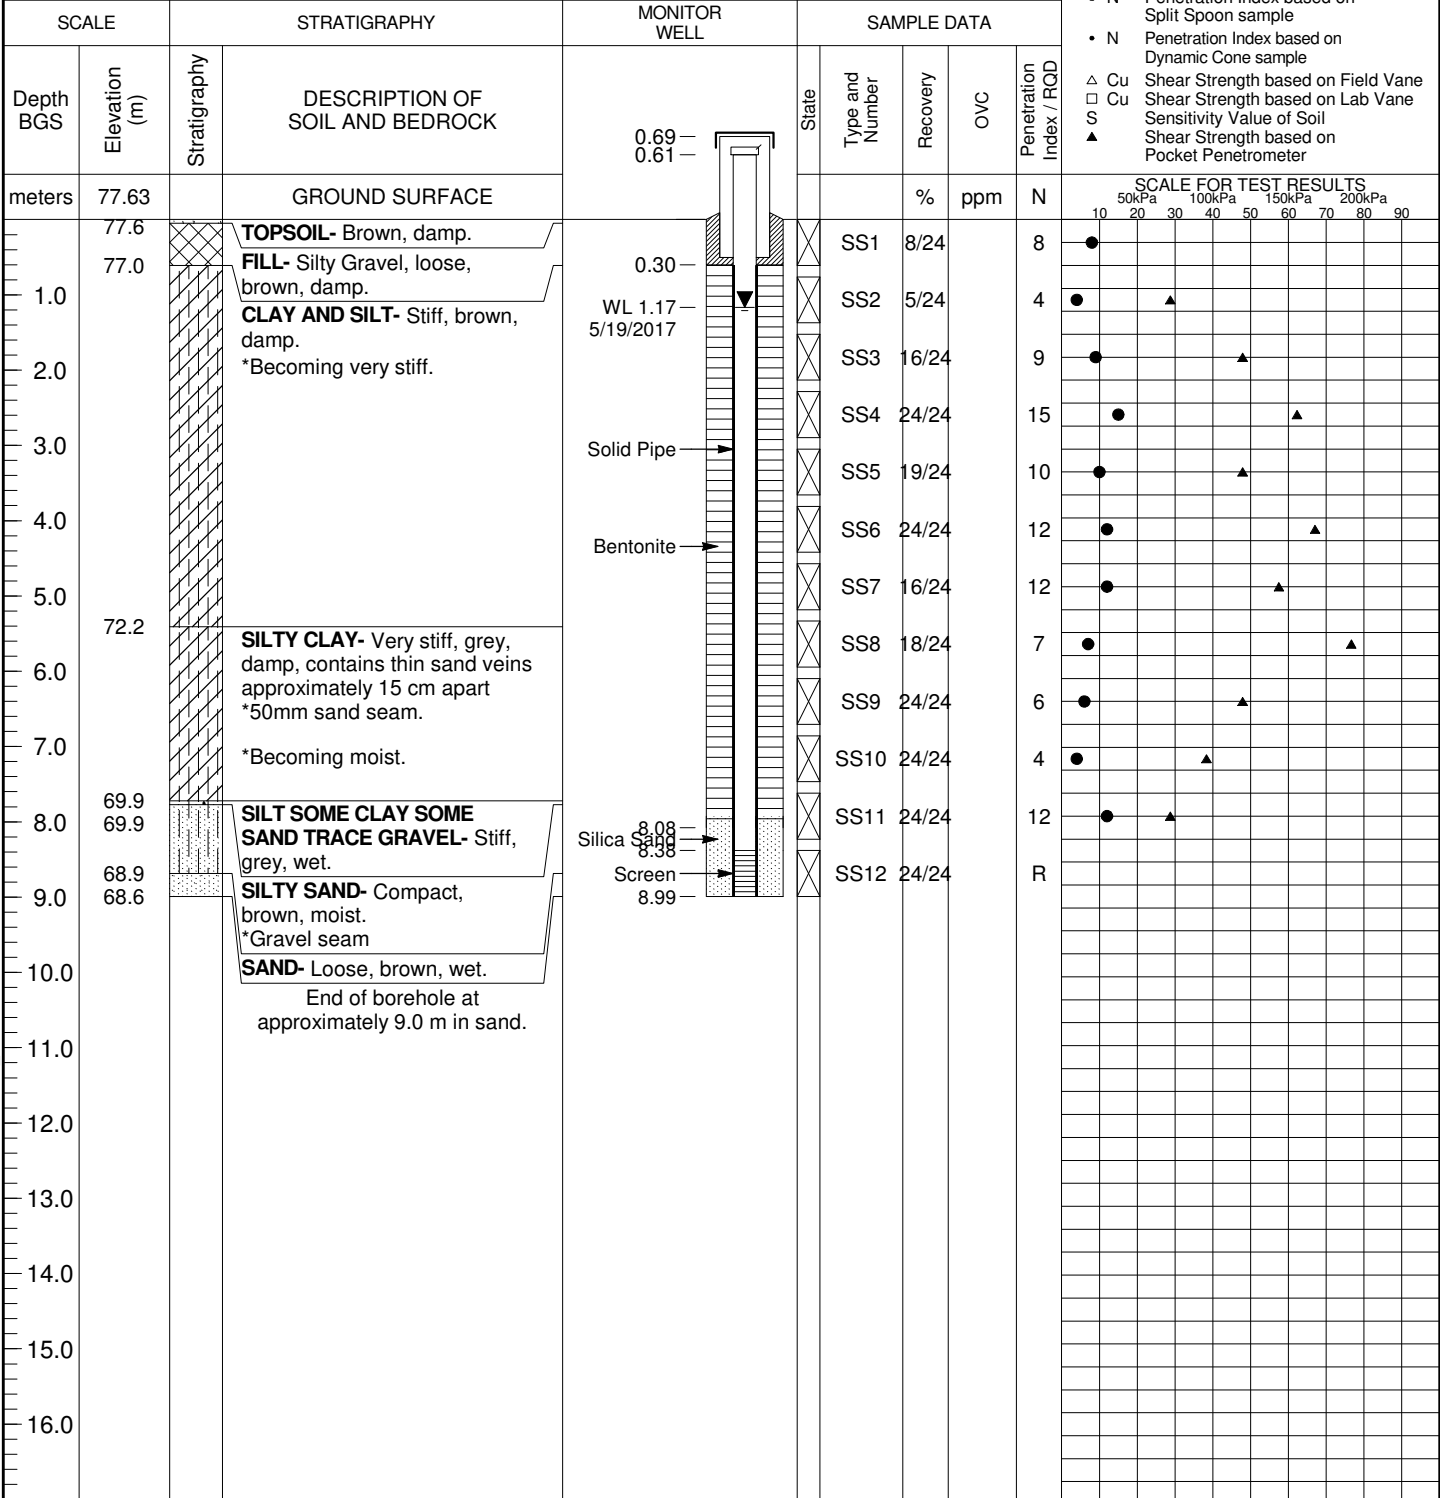 SCALE
STRATIGRAPHY
MONITOR
WELL
SAMPLE DATA
• N Penetration Index based on
Split Spoon sample
• N Penetration Index based on
Dynamic Cone sample
△ Cu Shear Strength based on Field Vane
□ Cu Shear Strength based on Lab Vane
S Sensitivity Value of Soil
▲ Shear Strength based on
Pocket Penetrometer
Depth
BGS
Elevation
(m)
Stratigraphy
DESCRIPTION OF
SOIL AND BEDROCK
State
Type and
Number
Recovery
OVC
Penetration
Index / RQD
meters 77.63 GROUND SURFACE % ppm N
SCALE FOR TEST RESULTS
50kPa 100kPa 150kPa 200kPa
10 20 30 40 50 60 70 80 90
0.69
0.61
0.30
WL 1.17
5/19/2017
Solid Pipe
Bentonite
8.08
Silica Sand
8.38
Screen
8.99
77.6
77.0
72.2
69.9
69.9
68.9
68.6
TOPSOIL- Brown, damp.
FILL- Silty Gravel, loose,
brown, damp.
CLAY AND SILT- Stiff, brown,
damp.
*Becoming very stiff.
SILTY CLAY- Very stiff, grey,
damp, contains thin sand veins
approximately 15 cm apart
*50mm sand seam.
*Becoming moist.
SILT SOME CLAY SOME
SAND TRACE GRAVEL- Stiff,
grey, wet.
SILTY SAND- Compact,
brown, moist.
*Gravel seam
SAND- Loose, brown, wet.
End of borehole at
approximately 9.0 m in sand.
SS1 8/24 8
SS2 5/24 4
SS3 16/24 9
SS4 24/24 15
SS5 19/24 10
SS6 24/24 12
SS7 16/24 12
SS8 18/24 7
SS9 24/24 6
SS10 24/24 4
SS11 24/24 12
SS12 24/24 R
1.0
2.0
3.0
4.0
5.0
6.0
7.0
8.0
9.0
10.0
11.0
12.0
13.0
14.0
15.0
16.0